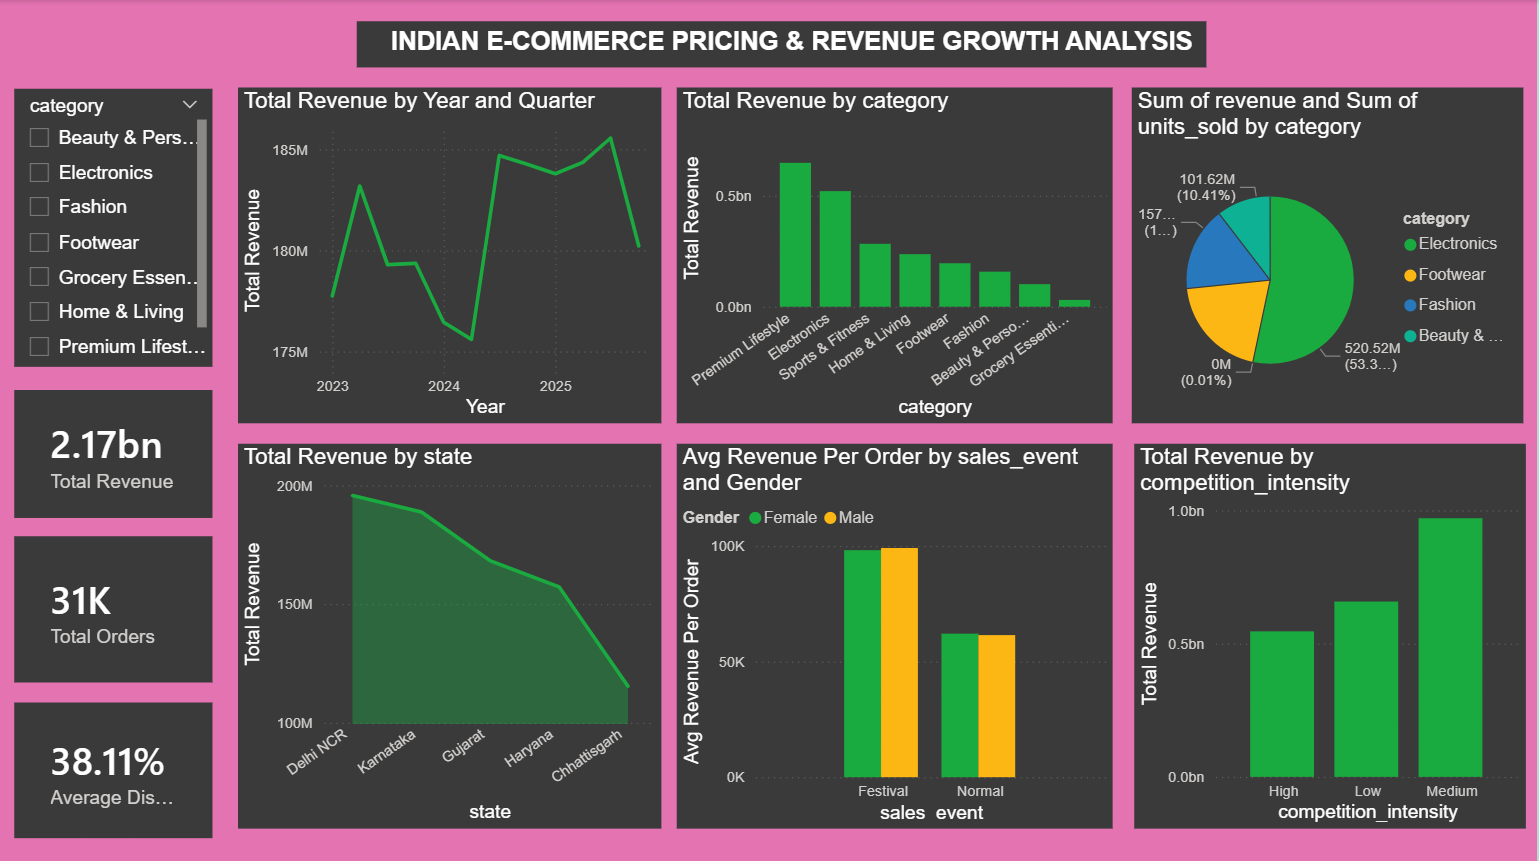 INDIAN E-COMMERCE PRICING & REVENUE GROWTH ANALYSIS
category
Beauty & Pers...
Electronics
Fashion
Footwear
Grocery Essen...
Home & Living
Premium Lifest...
2.17bn
Total Revenue
31K
Total Orders
38.11%
Average Dis...
Total Revenue by Year and Quarter
Total Revenue
185M
180M
175M
2023
2024
2025
Year
Total Revenue by category
Total Revenue
0.5bn
0.0bn
Premium Lifestyle
Electronics
Sports & Fitness
Home & Living
Footwear
Fashion
Beauty & Perso...
Grocery Essenti...
category
Sum of revenue and Sum of
units_sold by category
101.62M
(10.41%)
157...
(1...)
0M
(0.01%)
520.52M
(53.3...)
category
Electronics
Footwear
Fashion
Beauty & ...
Total Revenue by state
Total Revenue
200M
150M
100M
Delhi NCR
Karnataka
Gujarat
Haryana
Chhattisgarh
state
Avg Revenue Per Order by sales_event
and Gender
Gender
Female
Male
Avg Revenue Per Order
100K
50K
0K
Festival
Normal
sales_event
Total Revenue by
competition_intensity
Total Revenue
1.0bn
0.5bn
0.0bn
High
Low
Medium
competition_intensity